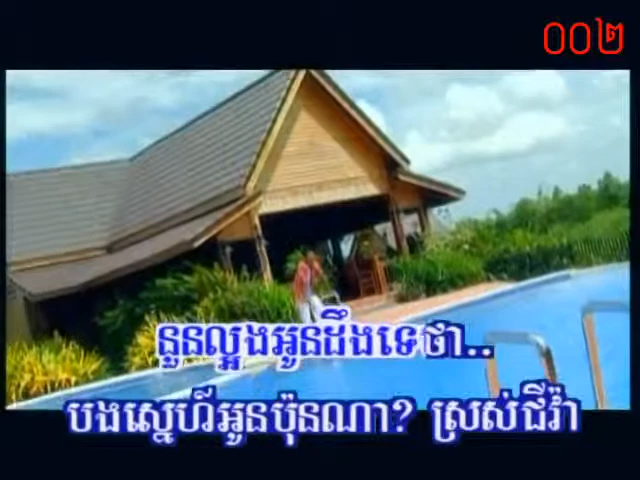 ០០២
នួនល្អងអូនដឹងទេថា..
បងស្នេហ៍អូនប៉ុនណា? ស្រស់ជីវ៉ា